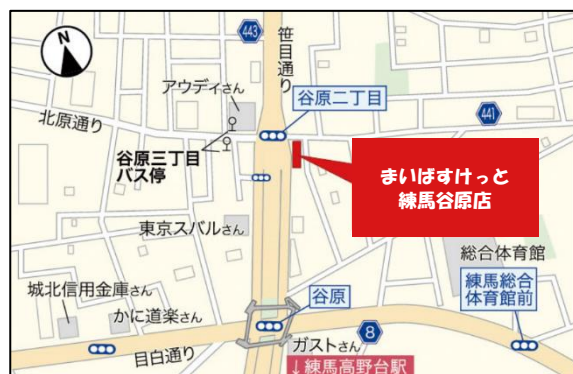 N
443
笹目通り
アウディさん
谷原二丁目
441
北原通り
谷原三丁目
バス停
まいばすけっと
練馬谷原店
東京スバルさん
総合体育館
練馬総合
体育館前
城北信用金庫さん
かに道楽さん
谷原
8
目白通り
ガストさん
↓練馬高野台駅